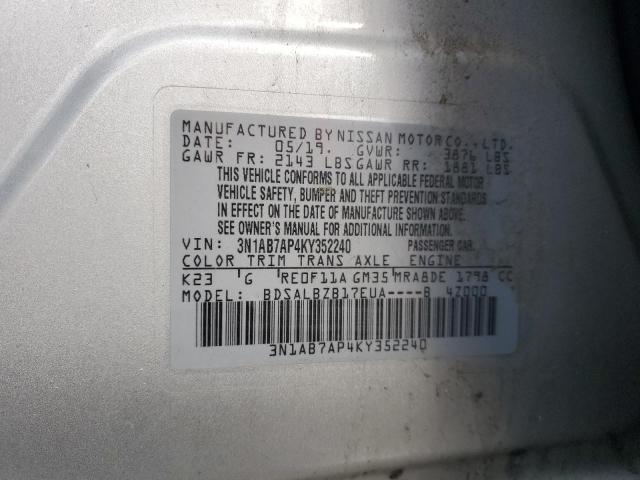 MANUFACTURED BY NISSAN MOTOR CO., LTD.
DATE: 05/19. GVWR: 3876 LBS
GAWR FR: 2143 LBS GAWR RR: 1881 LBS
THIS VEHICLE CONFORMS TO ALL APPLICABLE FEDERAL MOTOR
VEHICLE SAFETY, BUMPER AND THEFT PREVENTION STANDARDS
IN EFFECT ON THE DATE OF MANUFACTURE SHOWN ABOVE.
SEE OWNER'S MANUAL FOR ADDITIONAL INFORMATION.
VIN: 3N1AB7AP4KY352240 PASSENGER CAR
COLOR TRIM TRANS AXLE ENGINE
K23 G RE0F11A GM35 MRA8DE 1798 CC
MODEL: BDSALBZB17EUA----B 4Z000
3N1AB7AP4KY352240